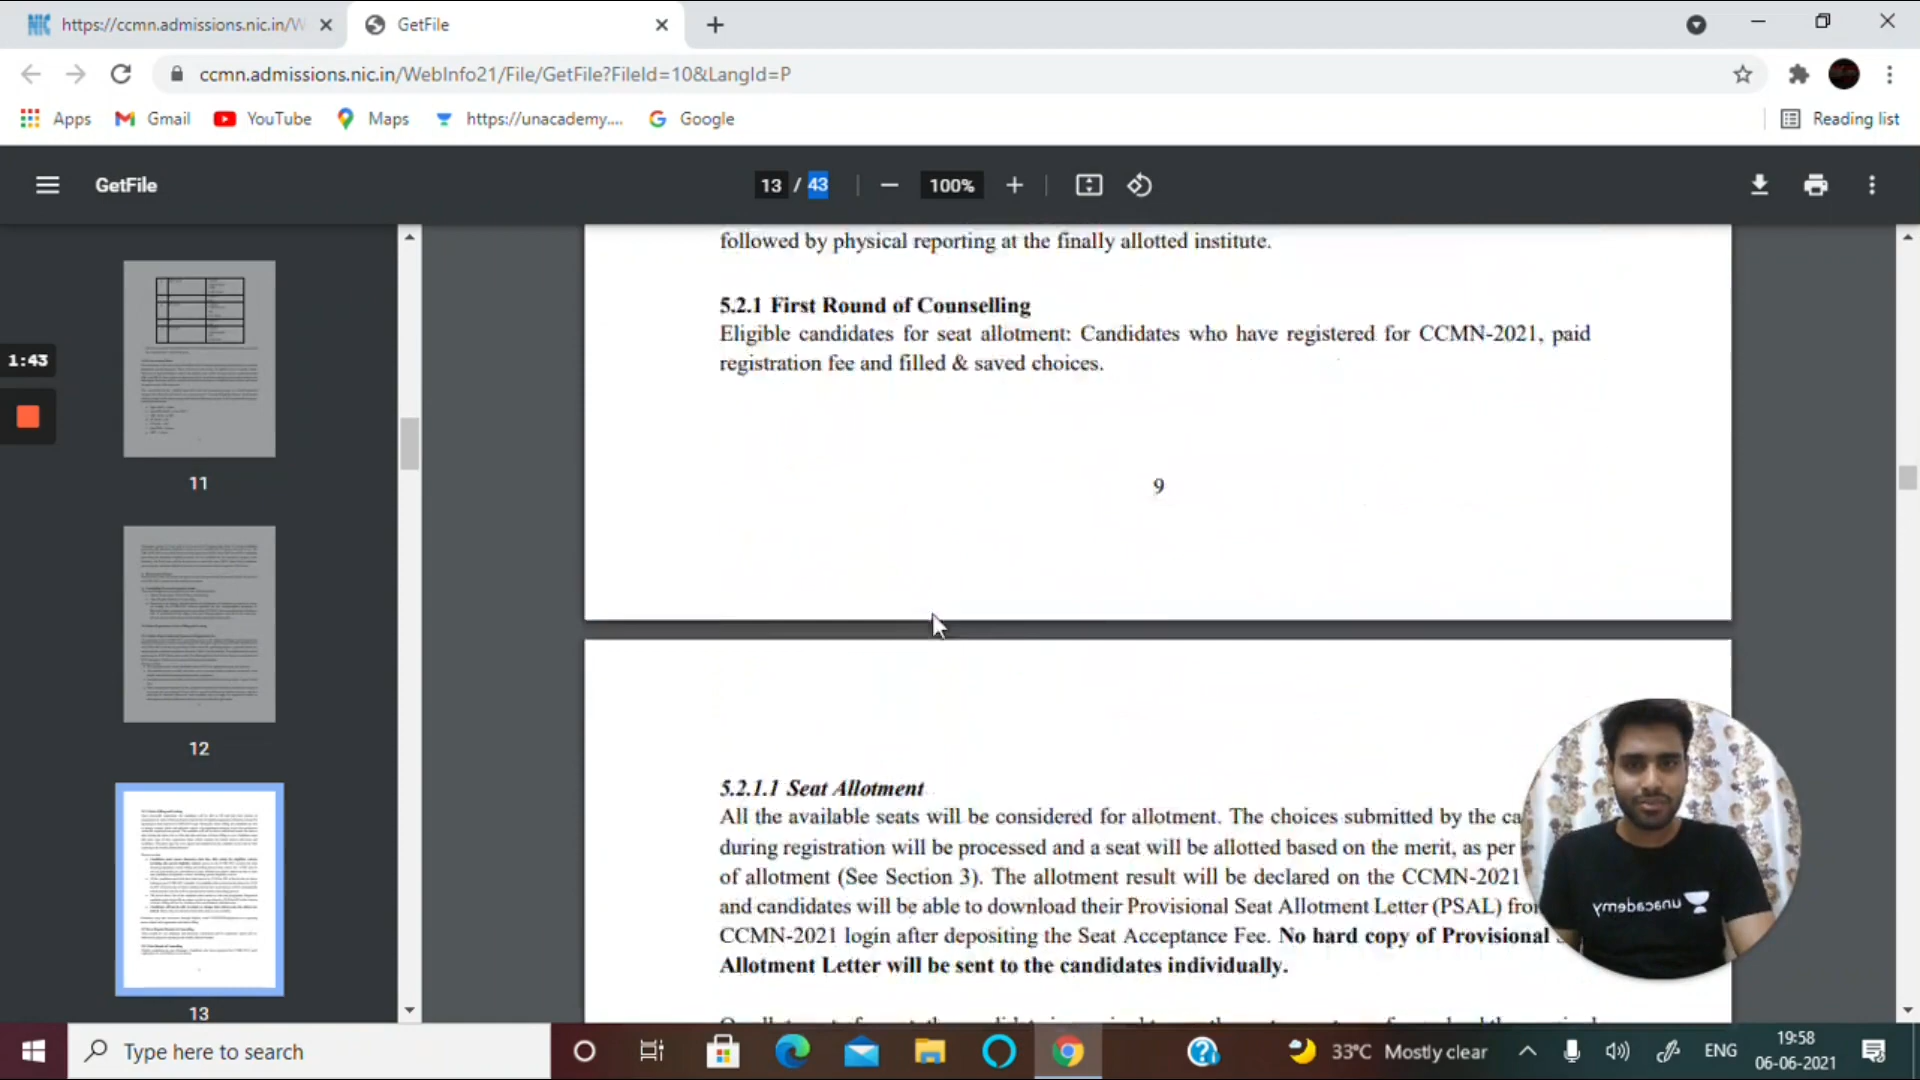 NIC https://ccmn.admissions.nic.in/W
GetFile
ccmn.admissions.nic.in/WebInfo21/File/GetFile?FileId=10&LangId=P
Apps Gmail YouTube Maps https://unacademy.... Google Reading list
GetFile 13 / 43 100%
11
12
13
1:43
followed by physical reporting at the finally allotted institute.
5.2.1 First Round of Counselling
Eligible candidates for seat allotment: Candidates who have registered for CCMN-2021, paid
registration fee and filled & saved choices.
9
5.2.1.1 Seat Allotment
All the available seats will be considered for allotment. The choices submitted by the ca
during registration will be processed and a seat will be allotted based on the merit, as per
of allotment (See Section 3). The allotment result will be declared on the CCMN-2021
and candidates will be able to download their Provisional Seat Allotment Letter (PSAL) fro
CCMN-2021 login after depositing the Seat Acceptance Fee. No hard copy of Provisional
Allotment Letter will be sent to the candidates individually.
unacademy
Type here to search
33°C Mostly clear
ENG
19:58
06-06-2021